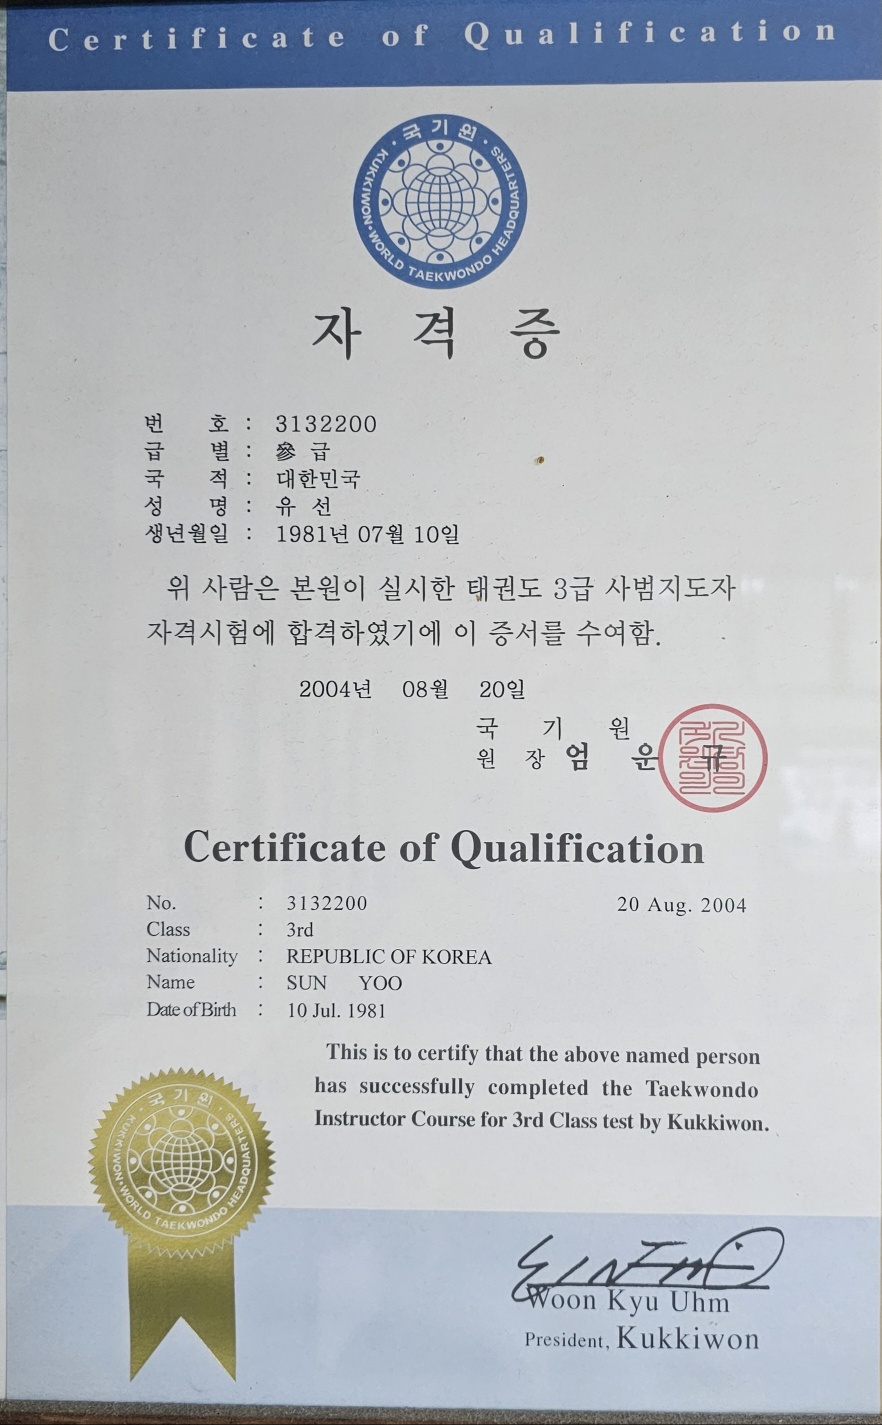 Certificate of Qualification
국기원
KUKKIWON·WORLD TAEKWONDO HEADQUARTERS
자 격 증
번 호 : 3132200
급 별 : 參 급
국 적 : 대한민국
성 명 : 유 선
생년월일 : 1981년 07월 10일
위 사람은 본원이 실시한 태권도 3급 사범지도자
자격시험에 합격하였기에 이 증서를 수여함.
2004년 08월 20일
국 기 원
원 장 엄 운 규
Certificate of Qualification
No. : 3132200 20 Aug. 2004
Class : 3rd
Nationality : REPUBLIC OF KOREA
Name : SUN YOO
Date of Birth : 10 Jul. 1981
This is to certify that the above named person
has successfully completed the Taekwondo
Instructor Course for 3rd Class test by Kukkiwon.
국기원
KUKKIWON·WORLD TAEKWONDO HEADQUARTERS
Woon Kyu Uhm
President, Kukkiwon